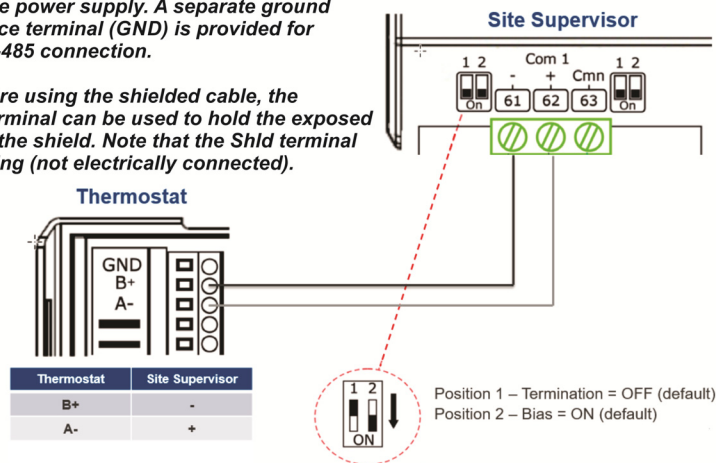 e power supply. A separate ground
ce terminal (GND) is provided for
-485 connection.
re using the shielded cable, the
rminal can be used to hold the exposed
the shield. Note that the Shld terminal
ng (not electrically connected).
Site Supervisor
Com 1
1 2 - + Cmn 1 2
On 61 62 63 On
Thermostat
GND
B+
A-
Thermostat Site Supervisor
B+ -
A- +
1 2
ON
Position 1 – Termination = OFF (default)
Position 2 – Bias = ON (default)